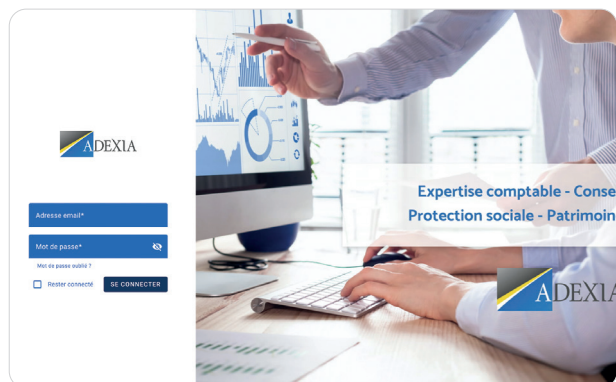 ADEXIA
Adresse email*
Mot de passe*
Mot de passe oublié ?
Rester connecté
SE CONNECTER
Expertise comptable - Conse
Protection sociale - Patrimoin
ADEXIA